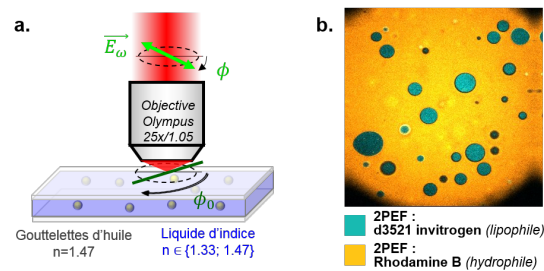 a.
E⃗ω
ϕ
Objective
Olympus
25x/1.05
ϕ0
Gouttelettes d'huile
n=1.47
Liquide d'indice
n ∈{1.33; 1.47}
b.
2PEF :
d3521 invitrogen (lipophile)
2PEF :
Rhodamine B (hydrophile)